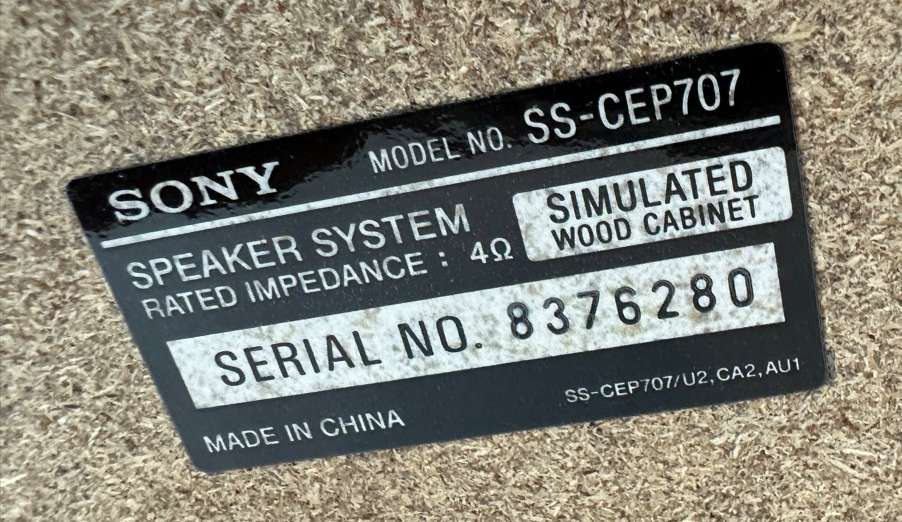 SONY MODEL NO. SS-CEP707
SPEAKER SYSTEM
RATED IMPEDANCE : 4Ω
SIMULATED
WOOD CABINET
SERIAL NO. 8376280
MADE IN CHINA
SS-CEP707/U2,CA2,AU1